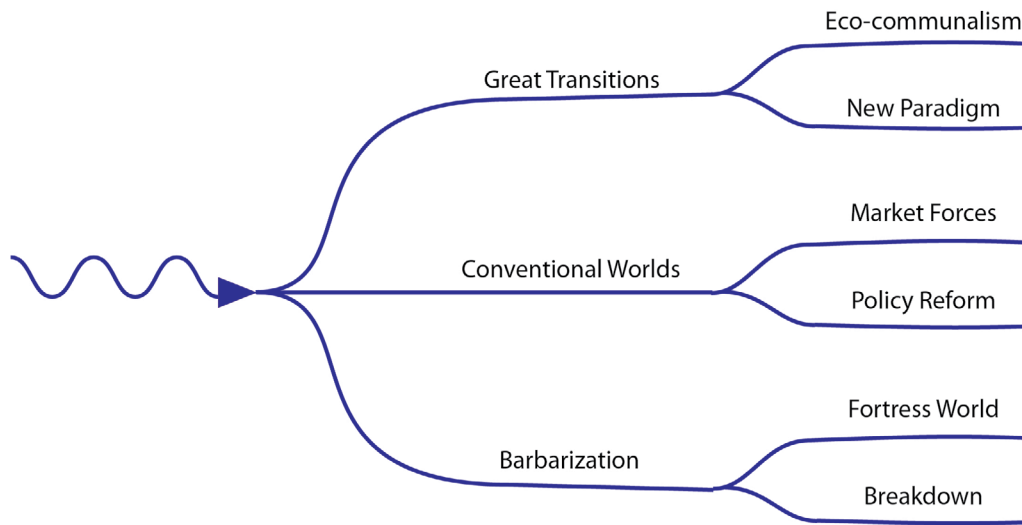 Eco-communalism
Great Transitions
New Paradigm
Market Forces
Conventional Worlds
Policy Reform
Fortress World
Barbarization
Breakdown